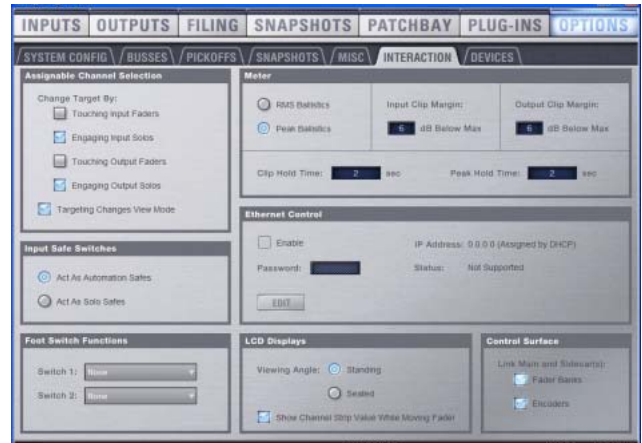 INPUTS OUTPUTS FILING SNAPSHOTS PATCHBAY PLUG-INS OPTIONS
SYSTEM CONFIG BUSSES PICKOFFS SNAPSHOTS MISC INTERACTION DEVICES
Assignable Channel Selection
Change Target By:
Touching Input Faders
Engaging Input Solos
Touching Output Faders
Engaging Output Solos
Targeting Changes View Mode
Meter
RMS Ballistics
Peak Ballistics
Input Clip Margin:
6 dB Below Max
Output Clip Margin:
6 dB Below Max
Clip Hold Time: 2 sec
Peak Hold Time: 2 sec
Input Safe Switches
Act As Automation Safes
Act As Solo Safes
Ethernet Control
Enable
IP Address: 0.0.0.0 (Assigned by DHCP)
Password:
Status: Not Supported
EDIT
Foot Switch Functions
Switch 1: None
Switch 2: None
LCD Displays
Viewing Angle: Standing
Seated
Show Channel Strip Value While Moving Fader
Control Surface
Link Main and Sidecar(s):
Fader Banks
Encoders